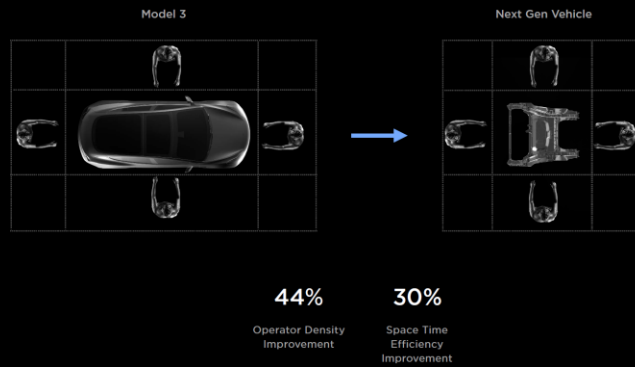 Model 3
Next Gen Vehicle
44%
30%
Operator Density
Improvement
Space Time
Efficiency
Improvement